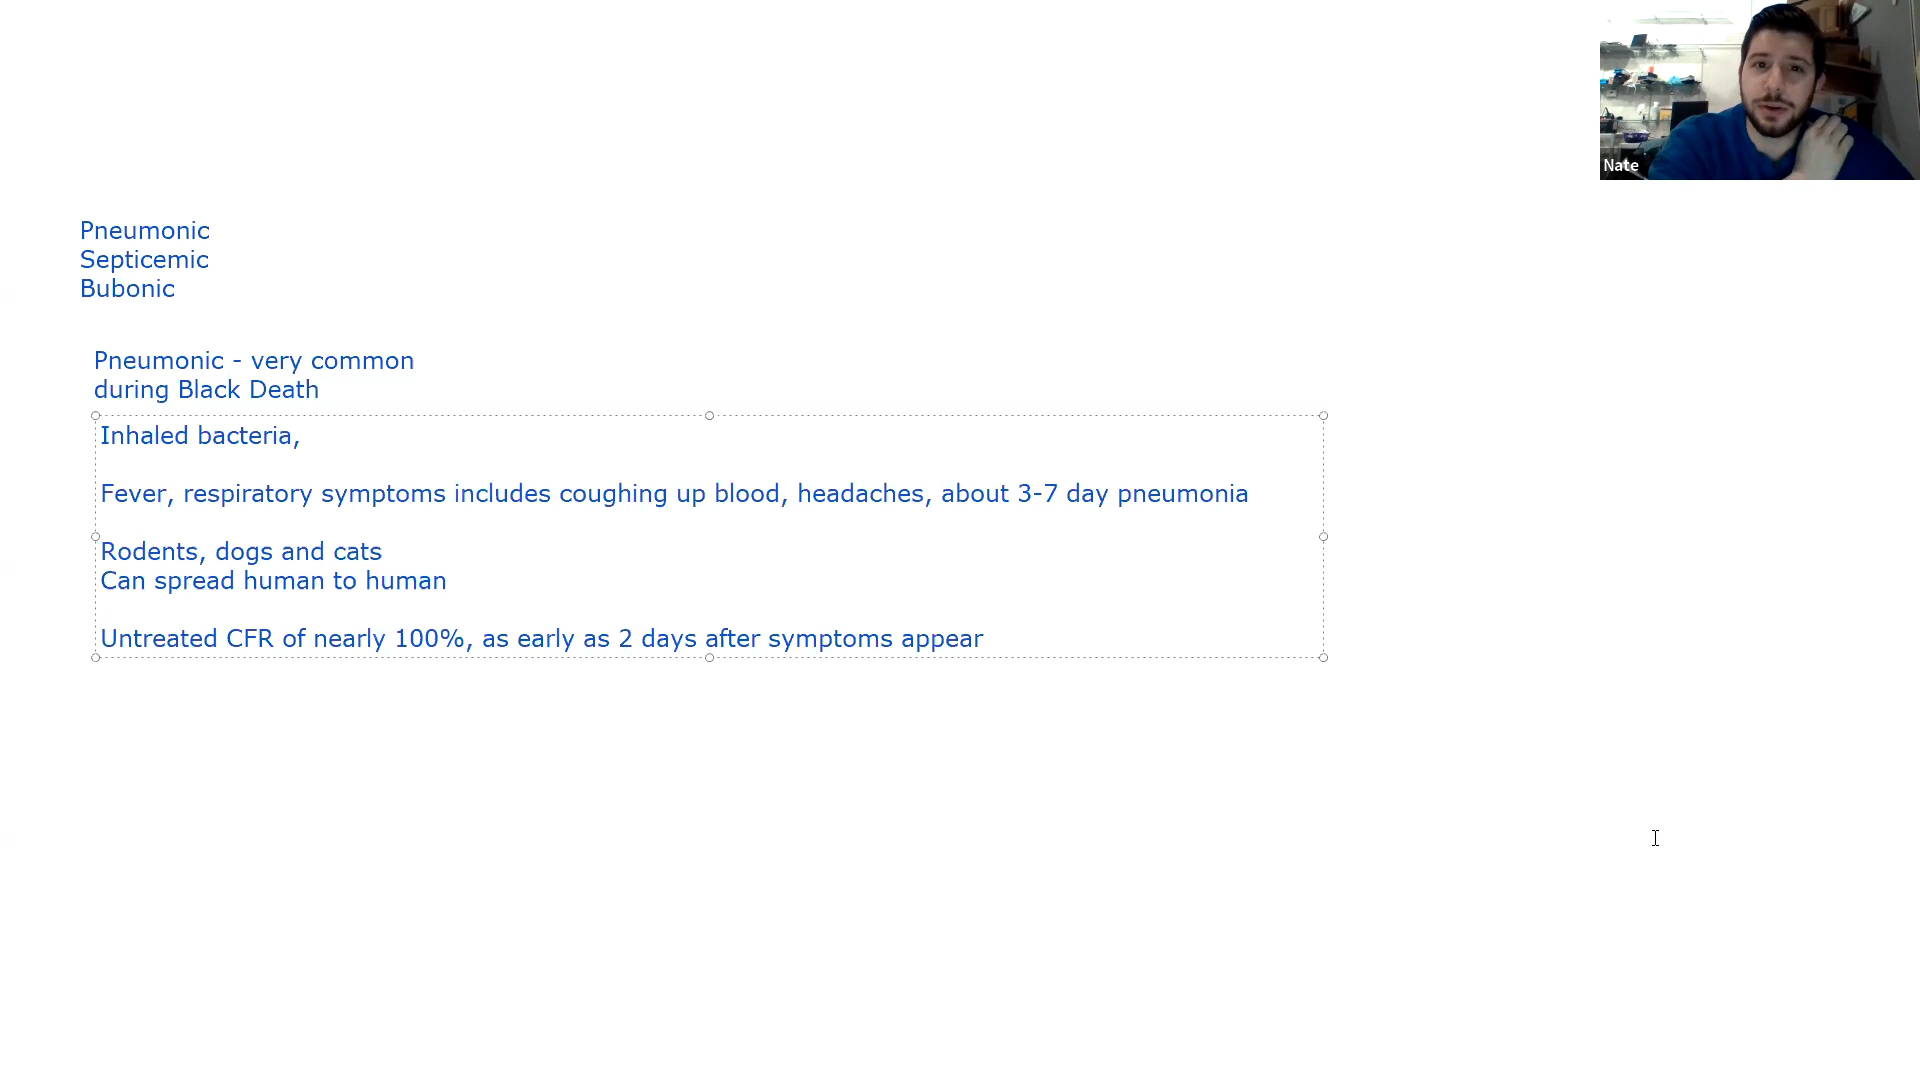 Nate
Pneumonic
Septicemic
Bubonic
Pneumonic - very common
during Black Death
Inhaled bacteria,
Fever, respiratory symptoms includes coughing up blood, headaches, about 3-7 day pneumonia
Rodents, dogs and cats
Can spread human to human
Untreated CFR of nearly 100%, as early as 2 days after symptoms appear